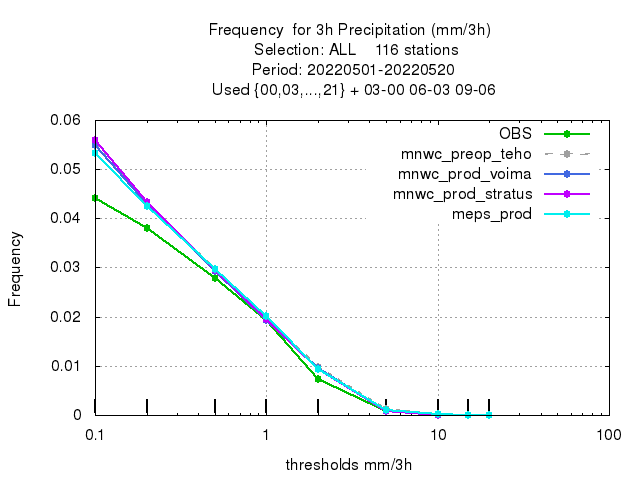 Frequency  for 3h Precipitation (mm/3h)
Selection: ALL    116 stations
Period: 20220501-20220520
Used {00,03,...,21} + 03-00 06-03 09-06
0.06
0.05
0.04
0.03
0.02
0.01
0
Frequency
OBS
mnwc_preop_teho
mnwc_prod_voima
mnwc_prod_stratus
meps_prod
0.1 1 10 100
thresholds mm/3h